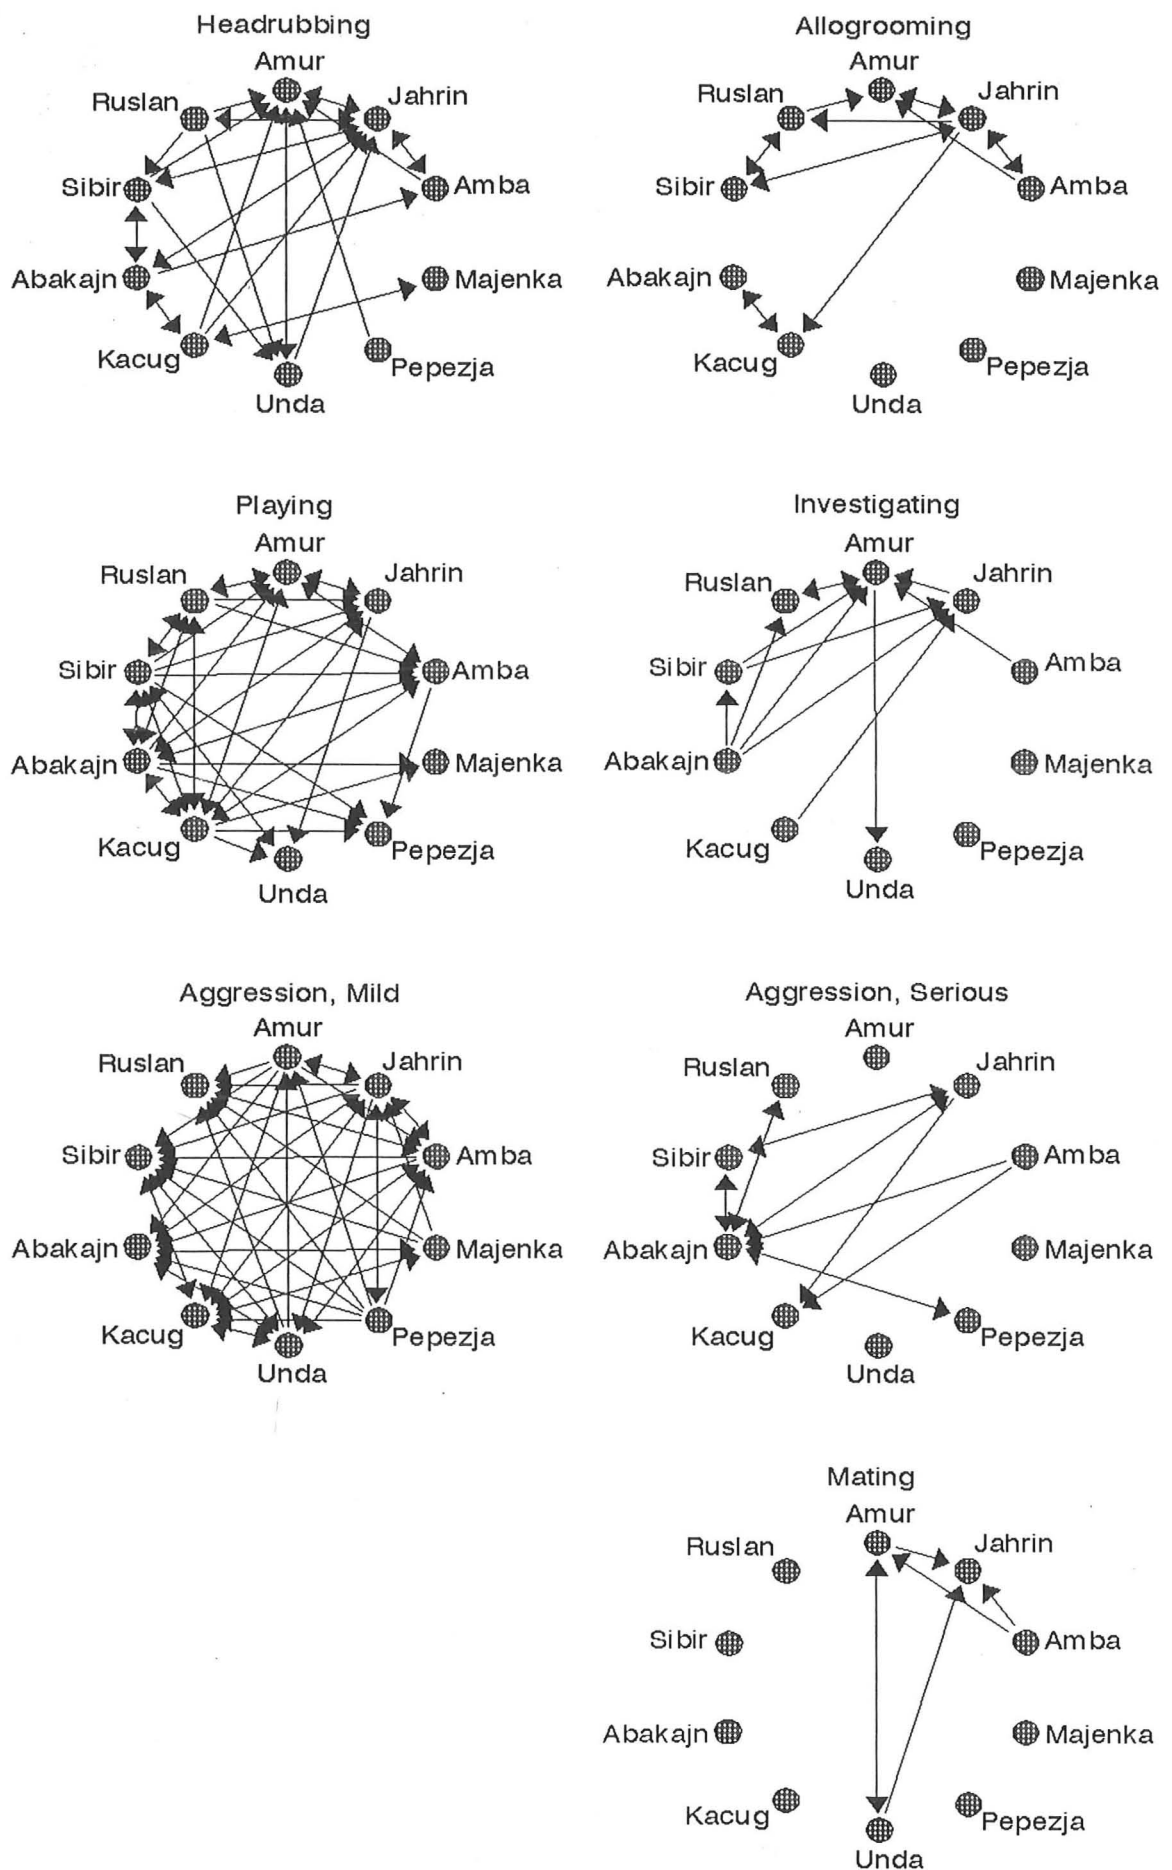 Headrubbing
Amur
Ruslan
Jahrin
Sibir
Amba
Abakajn
Majenka
Kacug
Pepezja
Unda
Allogrooming
Amur
Ruslan
Jahrin
Sibir
Amba
Abakajn
Majenka
Kacug
Pepezja
Unda
Playing
Amur
Ruslan
Jahrin
Sibir
Amba
Abakajn
Majenka
Kacug
Pepezja
Unda
Investigating
Amur
Ruslan
Jahrin
Sibir
Amba
Abakajn
Majenka
Kacug
Pepezja
Unda
Aggression, Mild
Amur
Ruslan
Jahrin
Sibir
Amba
Abakajn
Majenka
Kacug
Pepezja
Unda
Aggression, Serious
Amur
Ruslan
Jahrin
Sibir
Amba
Abakajn
Majenka
Kacug
Pepezja
Unda
Mating
Amur
Ruslan
Jahrin
Sibir
Amba
Abakajn
Majenka
Kacug
Pepezja
Unda